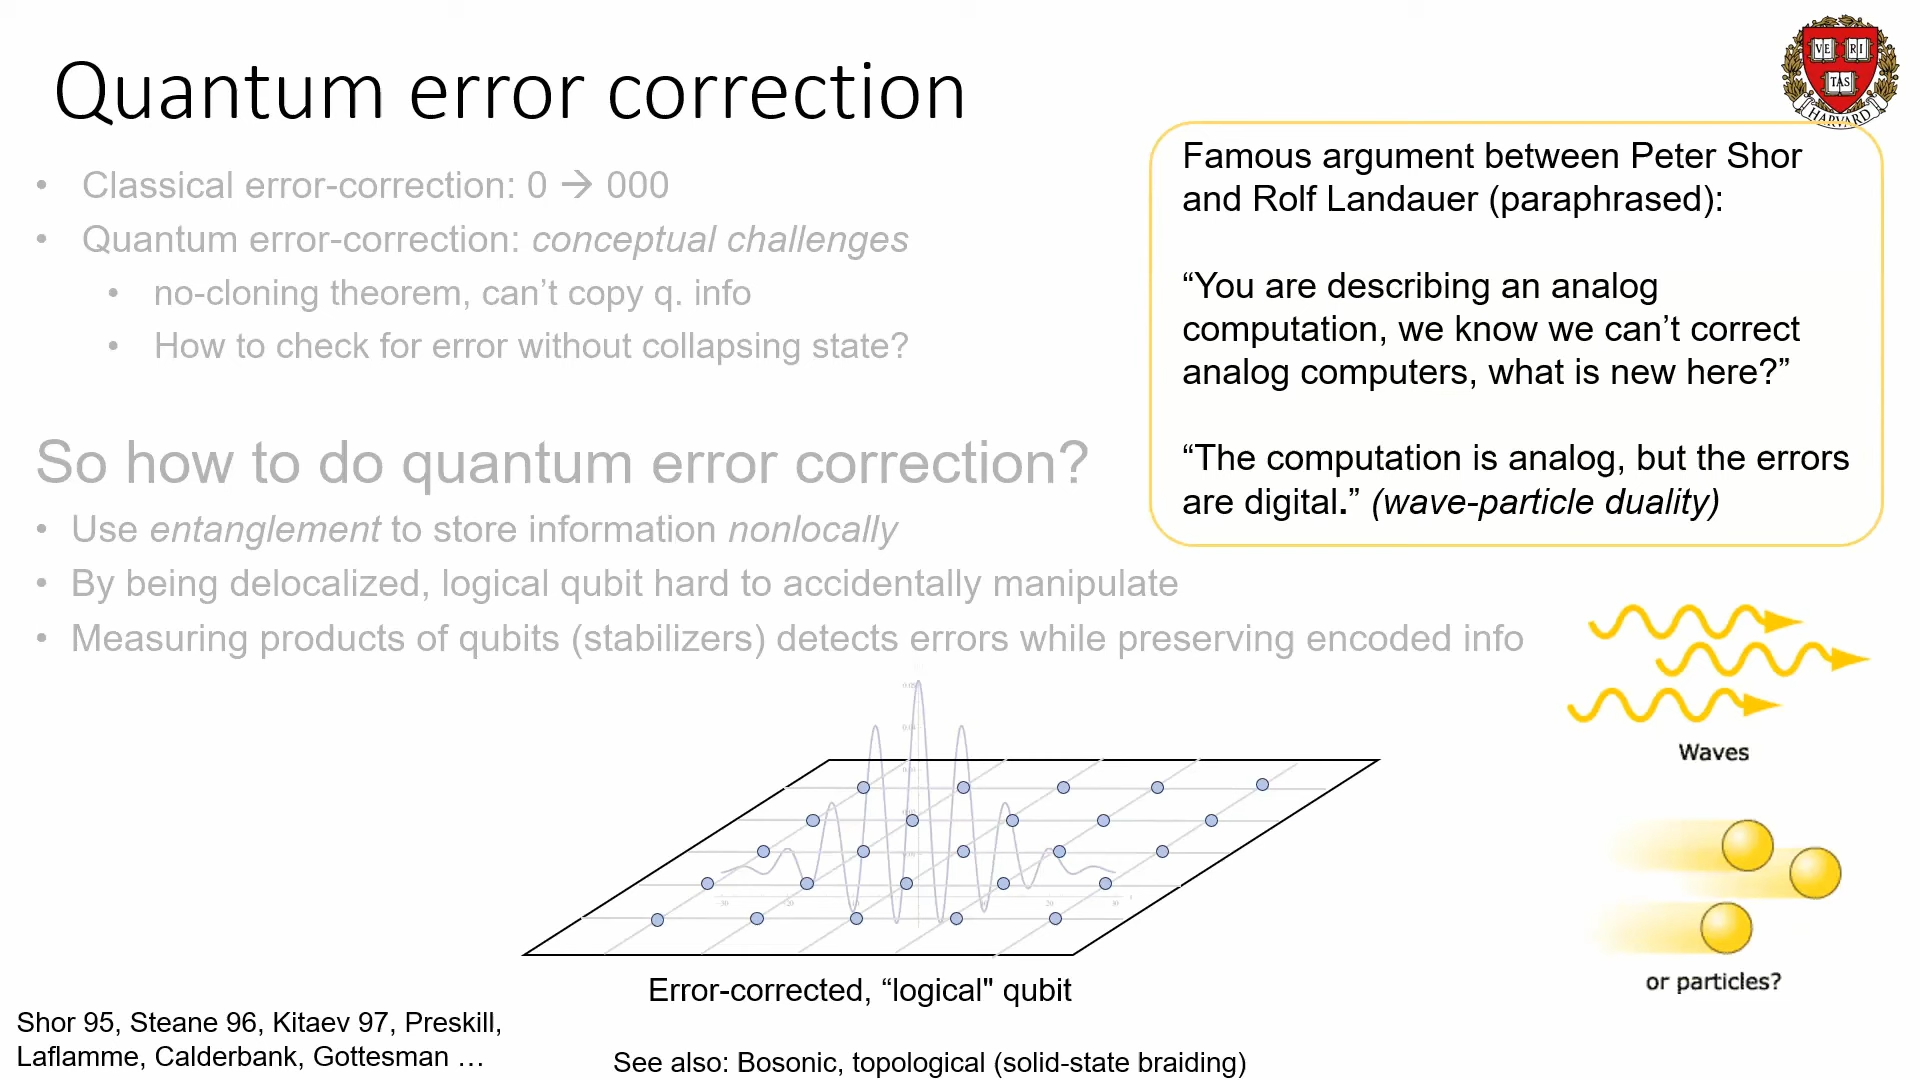 Quantum error correction
VE RI
TAS
HARVARD
• Classical error-correction: 0 → 000
• Quantum error-correction: conceptual challenges
• no-cloning theorem, can’t copy q. info
• How to check for error without collapsing state?
So how to do quantum error correction?
• Use entanglement to store information nonlocally
• By being delocalized, logical qubit hard to accidentally manipulate
• Measuring products of qubits (stabilizers) detects errors while preserving encoded info
Famous argument between Peter Shor
and Rolf Landauer (paraphrased):
“You are describing an analog
computation, we know we can’t correct
analog computers, what is new here?”
“The computation is analog, but the errors
are digital.” (wave-particle duality)
Waves
or particles?
Error-corrected, “logical" qubit
Shor 95, Steane 96, Kitaev 97, Preskill,
Laflamme, Calderbank, Gottesman …
See also: Bosonic, topological (solid-state braiding)